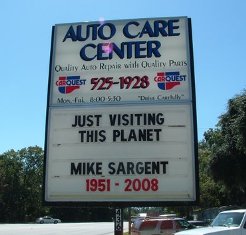 AUTO CARE
CENTER
Quality Auto Repair with Quality Parts
CARQUEST 525-1928 CARQUEST
Mon.-Fri. 8:00-5:30 "Drive Carefully"
JUST VISITING
THIS PLANET
MIKE SARGENT
1951 - 2008